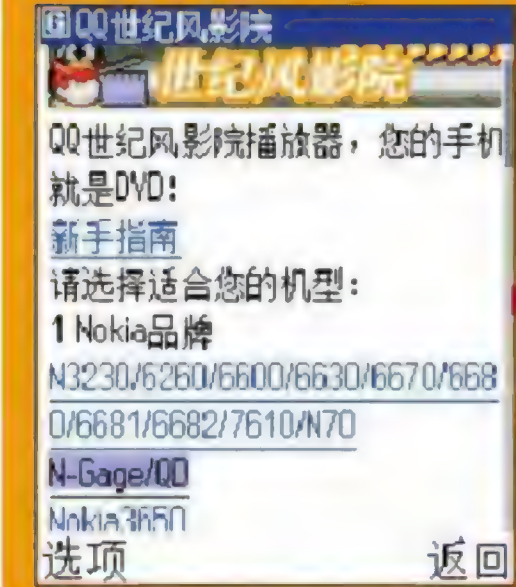 QQ世纪风影院
世纪风影院
QQ世纪风影院播放器，您的手机
就是DVD！
新手指南
请选择适合您的机型：
1 Nokia品牌
N3230/6260/6600/6630/6670/668
0/6681/6682/7610/N70
N-Gage/QD
Nokia3650
选项 返回